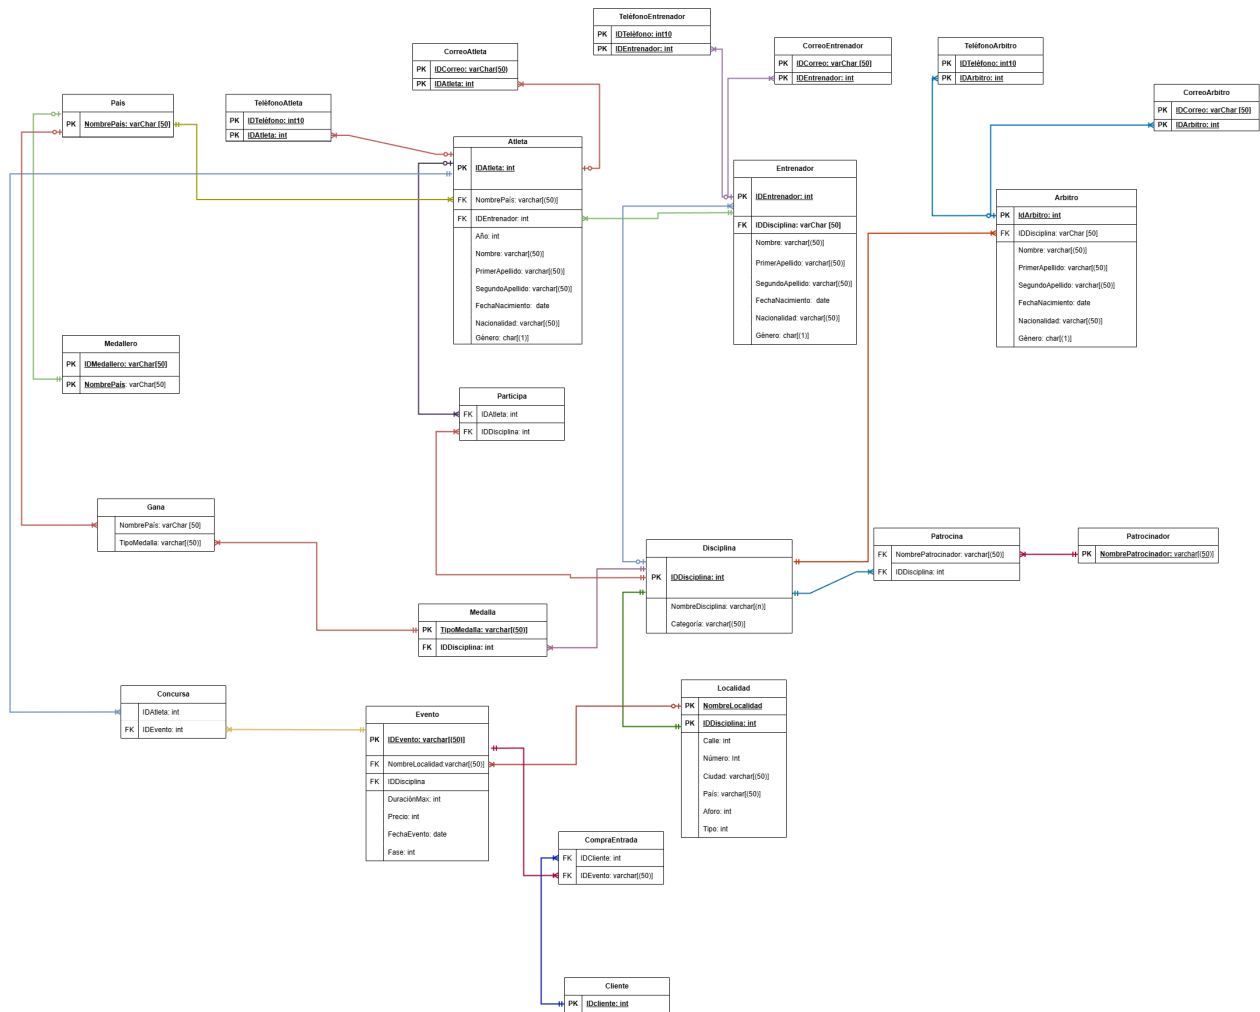 TeléfonoEntrenador
PK IDTeléfono: int10
PK IDEntrenador: int
CorreoAtleta
PK IDCorreo: varChar(50)
PK IDAtleta: int
CorreoEntrenador
PK IDCorreo: varChar [50]
PK IDEntrenador: int
TeléfonoArbitro
PK IDTeléfono: int10
PK IDArbitro: int
CorreoArbitro
PK IDCorreo: varChar [50]
PK IDArbitro: int
País
PK NombrePaís: varChar [50]
TeléfonoAtleta
PK IDTeléfono: int10
PK IDAtleta: int
Atleta
PK IDAtleta: int
FK NombrePaís: varchar[(50)]
FK IDEntrenador: int
Año: int
Nombre: varchar[(50)]
PrimerApellido: varchar[(50)]
SegundoApellido: varchar[(50)]
FechaNacimiento: date
Nacionalidad: varchar[(50)]
Género: char[(1)]
Entrenador
PK IDEntrenador: int
FK IDDisciplina: varChar [50]
Nombre: varchar[(50)]
PrimerApellido: varchar[(50)]
SegundoApellido: varchar[(50)]
FechaNacimiento: date
Nacionalidad: varchar[(50)]
Género: char[(1)]
Arbitro
PK IdArbitro: int
FK IDDisciplina: varChar [50]
Nombre: varchar[(50)]
PrimerApellido: varchar[(50)]
SegundoApellido: varchar[(50)]
FechaNacimiento: date
Nacionalidad: varchar[(50)]
Género: char[(1)]
Medallero
PK IDMedallero: varChar[50]
PK NombrePaís: varChar[50]
Participa
FK IDAtleta: int
FK IDDisciplina: int
Gana
NombrePaís: varChar [50]
TipoMedalla: varchar[(50)]
Disciplina
PK IDDisciplina: int
NombreDisciplina: varchar[(n)]
Categoría: varchar[(50)]
Patrocina
FK NombrePatrocinador: varchar[(50)]
FK IDDisciplina: int
Patrocinador
PK NombrePatrocinador: varchar[(50)]
Medalla
PK TipoMedalla: varchar[(50)]
FK IDDisciplina: int
Concursa
IDAtleta: int
FK IDEvento: int
Evento
PK IDEvento: varchar[(50)]
FK NombreLocalidad:varchar[(50)]
FK IDDisciplina
DuraciónMax: int
Precio: int
FechaEvento: date
Fase: int
Localidad
PK NombreLocalidad
PK IDDisciplina: int
Calle: int
Número: Int
Ciudad: varchar[(50)]
País: varchar[(50)]
Aforo: int
Tipo: int
CompraEntrada
FK IDCliente: int
FK IDEvento: varchar[(50)]
Cliente
PK IDcliente: int